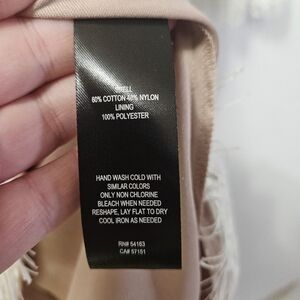 SHELL
60% COTTON 40% NYLON
LINING
100% POLYESTER
HAND WASH COLD WITH
SIMILAR COLORS
ONLY NON CHLORINE
BLEACH WHEN NEEDED
RESHAPE, LAY FLAT TO DRY
COOL IRON AS NEEDED
RN# 54163
CA# 57151